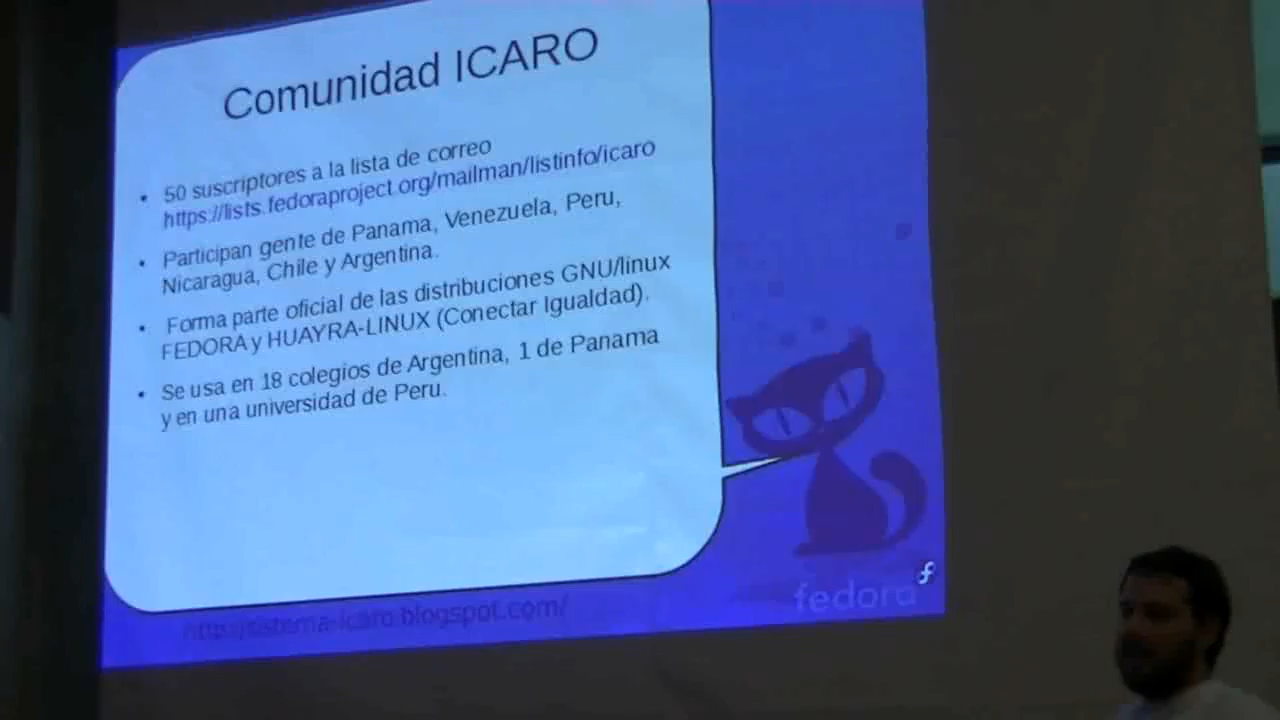 Comunidad ICARO
• 50 suscriptores a la lista de correo
https://lists.fedoraproject.org/mailman/listinfo/icaro
• Participan gente de Panama, Venezuela, Peru,
Nicaragua, Chile y Argentina.
• Forma parte oficial de las distribuciones GNU/linux
FEDORA y HUAYRA-LINUX (Conectar Igualdad).
• Se usa en 18 colegios de Argentina, 1 de Panama
y en una universidad de Peru.
fedora
http://sistema-icaro.blogspot.com/